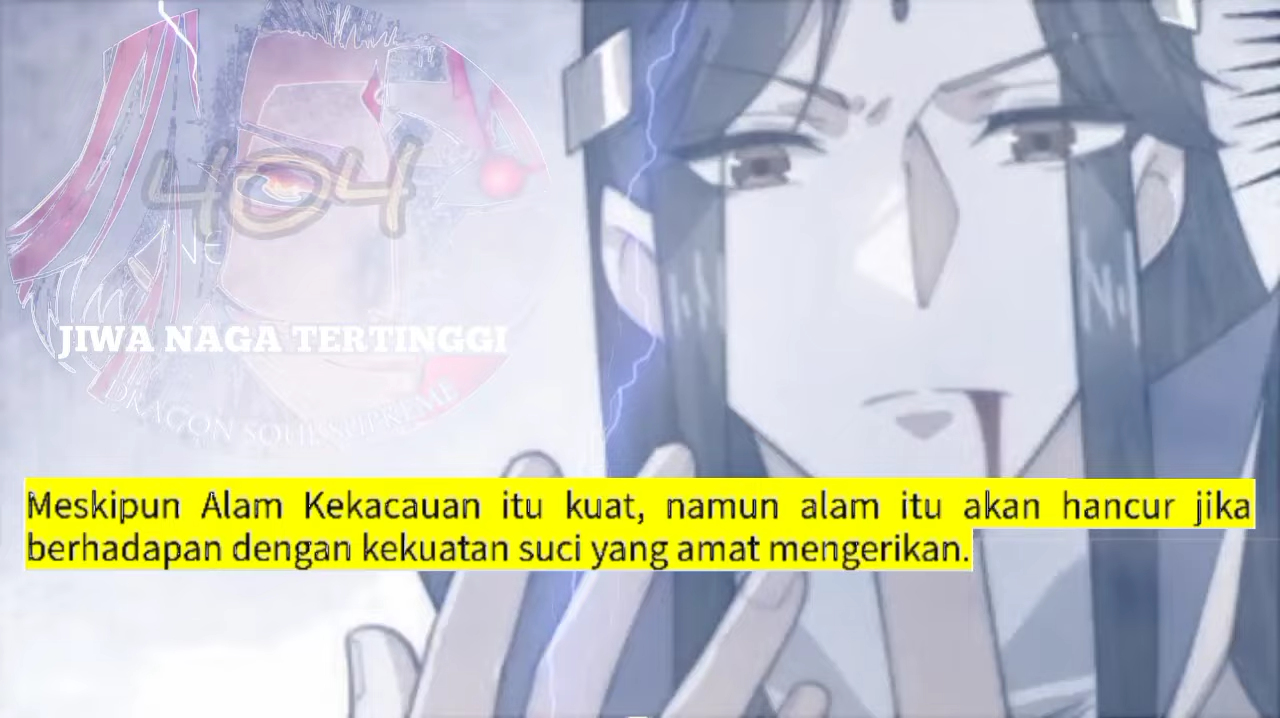 404
JIWA NAGA TERTINGGI
DRAGON SOUL SUPREME
Meskipun Alam Kekacauan itu kuat, namun alam itu akan hancur jika
berhadapan dengan kekuatan suci yang amat mengerikan.